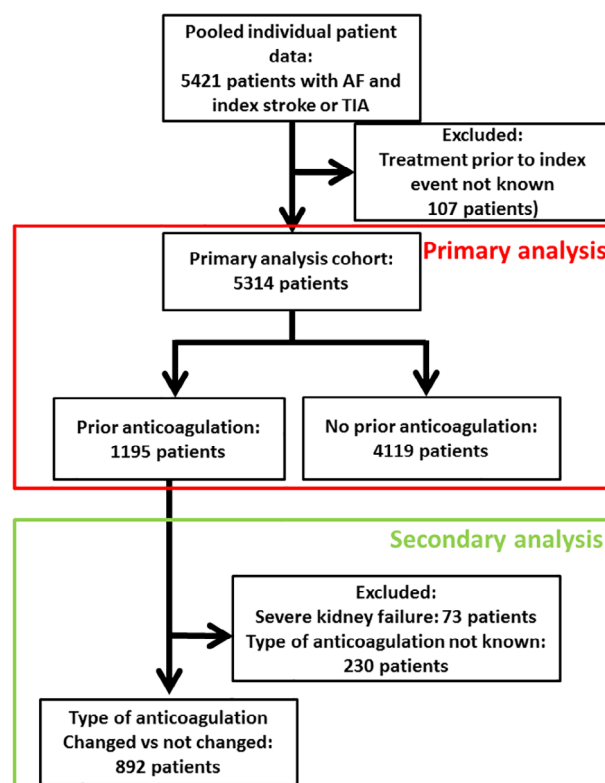 Pooled individual patient
data:
5421 patients with AF and
index stroke or TIA
Excluded:
Treatment prior to index
event not known
107 patients)
Primary analysis
Primary analysis cohort:
5314 patients
Prior anticoagulation:
1195 patients
No prior anticoagulation:
4119 patients
Secondary analysis
Excluded:
Severe kidney failure: 73 patients
Type of anticoagulation not known:
230 patients
Type of anticoagulation
Changed vs not changed:
892 patients